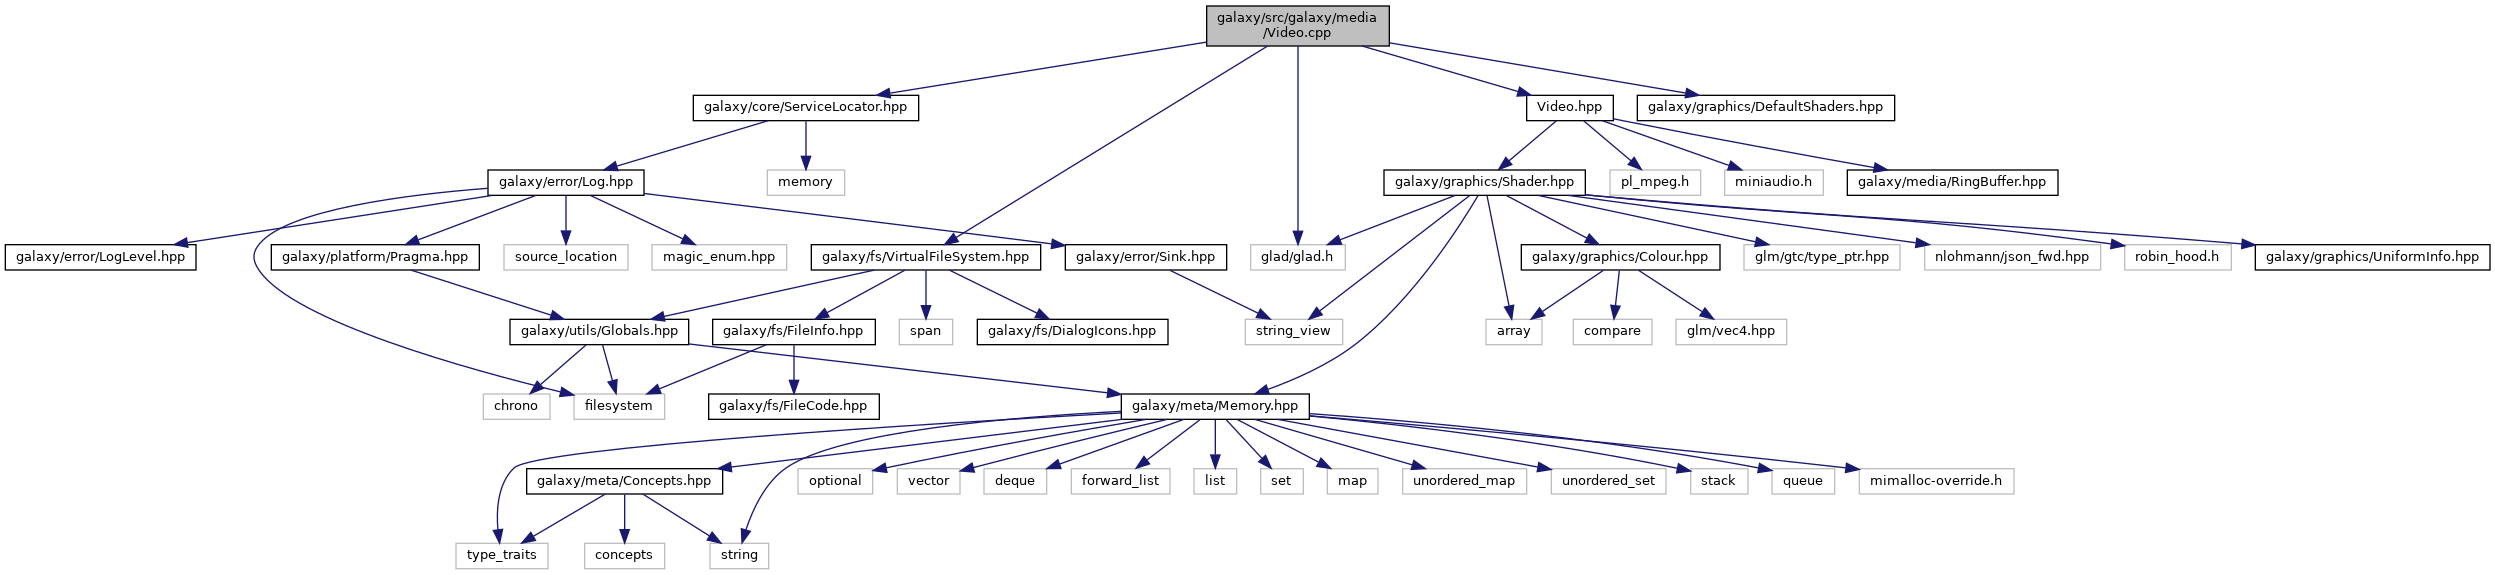 galaxy/src/galaxy/media
/Video.cpp
galaxy/core/ServiceLocator.hpp
Video.hpp
galaxy/graphics/DefaultShaders.hpp
galaxy/error/Log.hpp
memory
galaxy/graphics/Shader.hpp
pl_mpeg.h
miniaudio.h
galaxy/media/RingBuffer.hpp
galaxy/error/LogLevel.hpp
galaxy/platform/Pragma.hpp
source_location
magic_enum.hpp
galaxy/fs/VirtualFileSystem.hpp
galaxy/error/Sink.hpp
glad/glad.h
galaxy/graphics/Colour.hpp
glm/gtc/type_ptr.hpp
nlohmann/json_fwd.hpp
robin_hood.h
galaxy/graphics/UniformInfo.hpp
galaxy/utils/Globals.hpp
galaxy/fs/FileInfo.hpp
span
galaxy/fs/DialogIcons.hpp
string_view
array
compare
glm/vec4.hpp
chrono
filesystem
galaxy/fs/FileCode.hpp
galaxy/meta/Memory.hpp
galaxy/meta/Concepts.hpp
optional
vector
deque
forward_list
list
set
map
unordered_map
unordered_set
stack
queue
mimalloc-override.h
type_traits
concepts
string